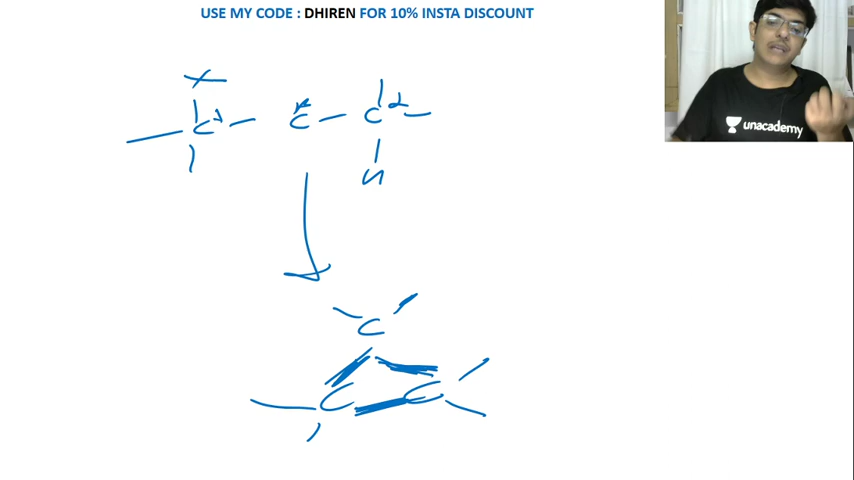 USE MY CODE : DHIREN FOR 10% INSTA DISCOUNT
unacademy
X
C - C - C
H
C
C C